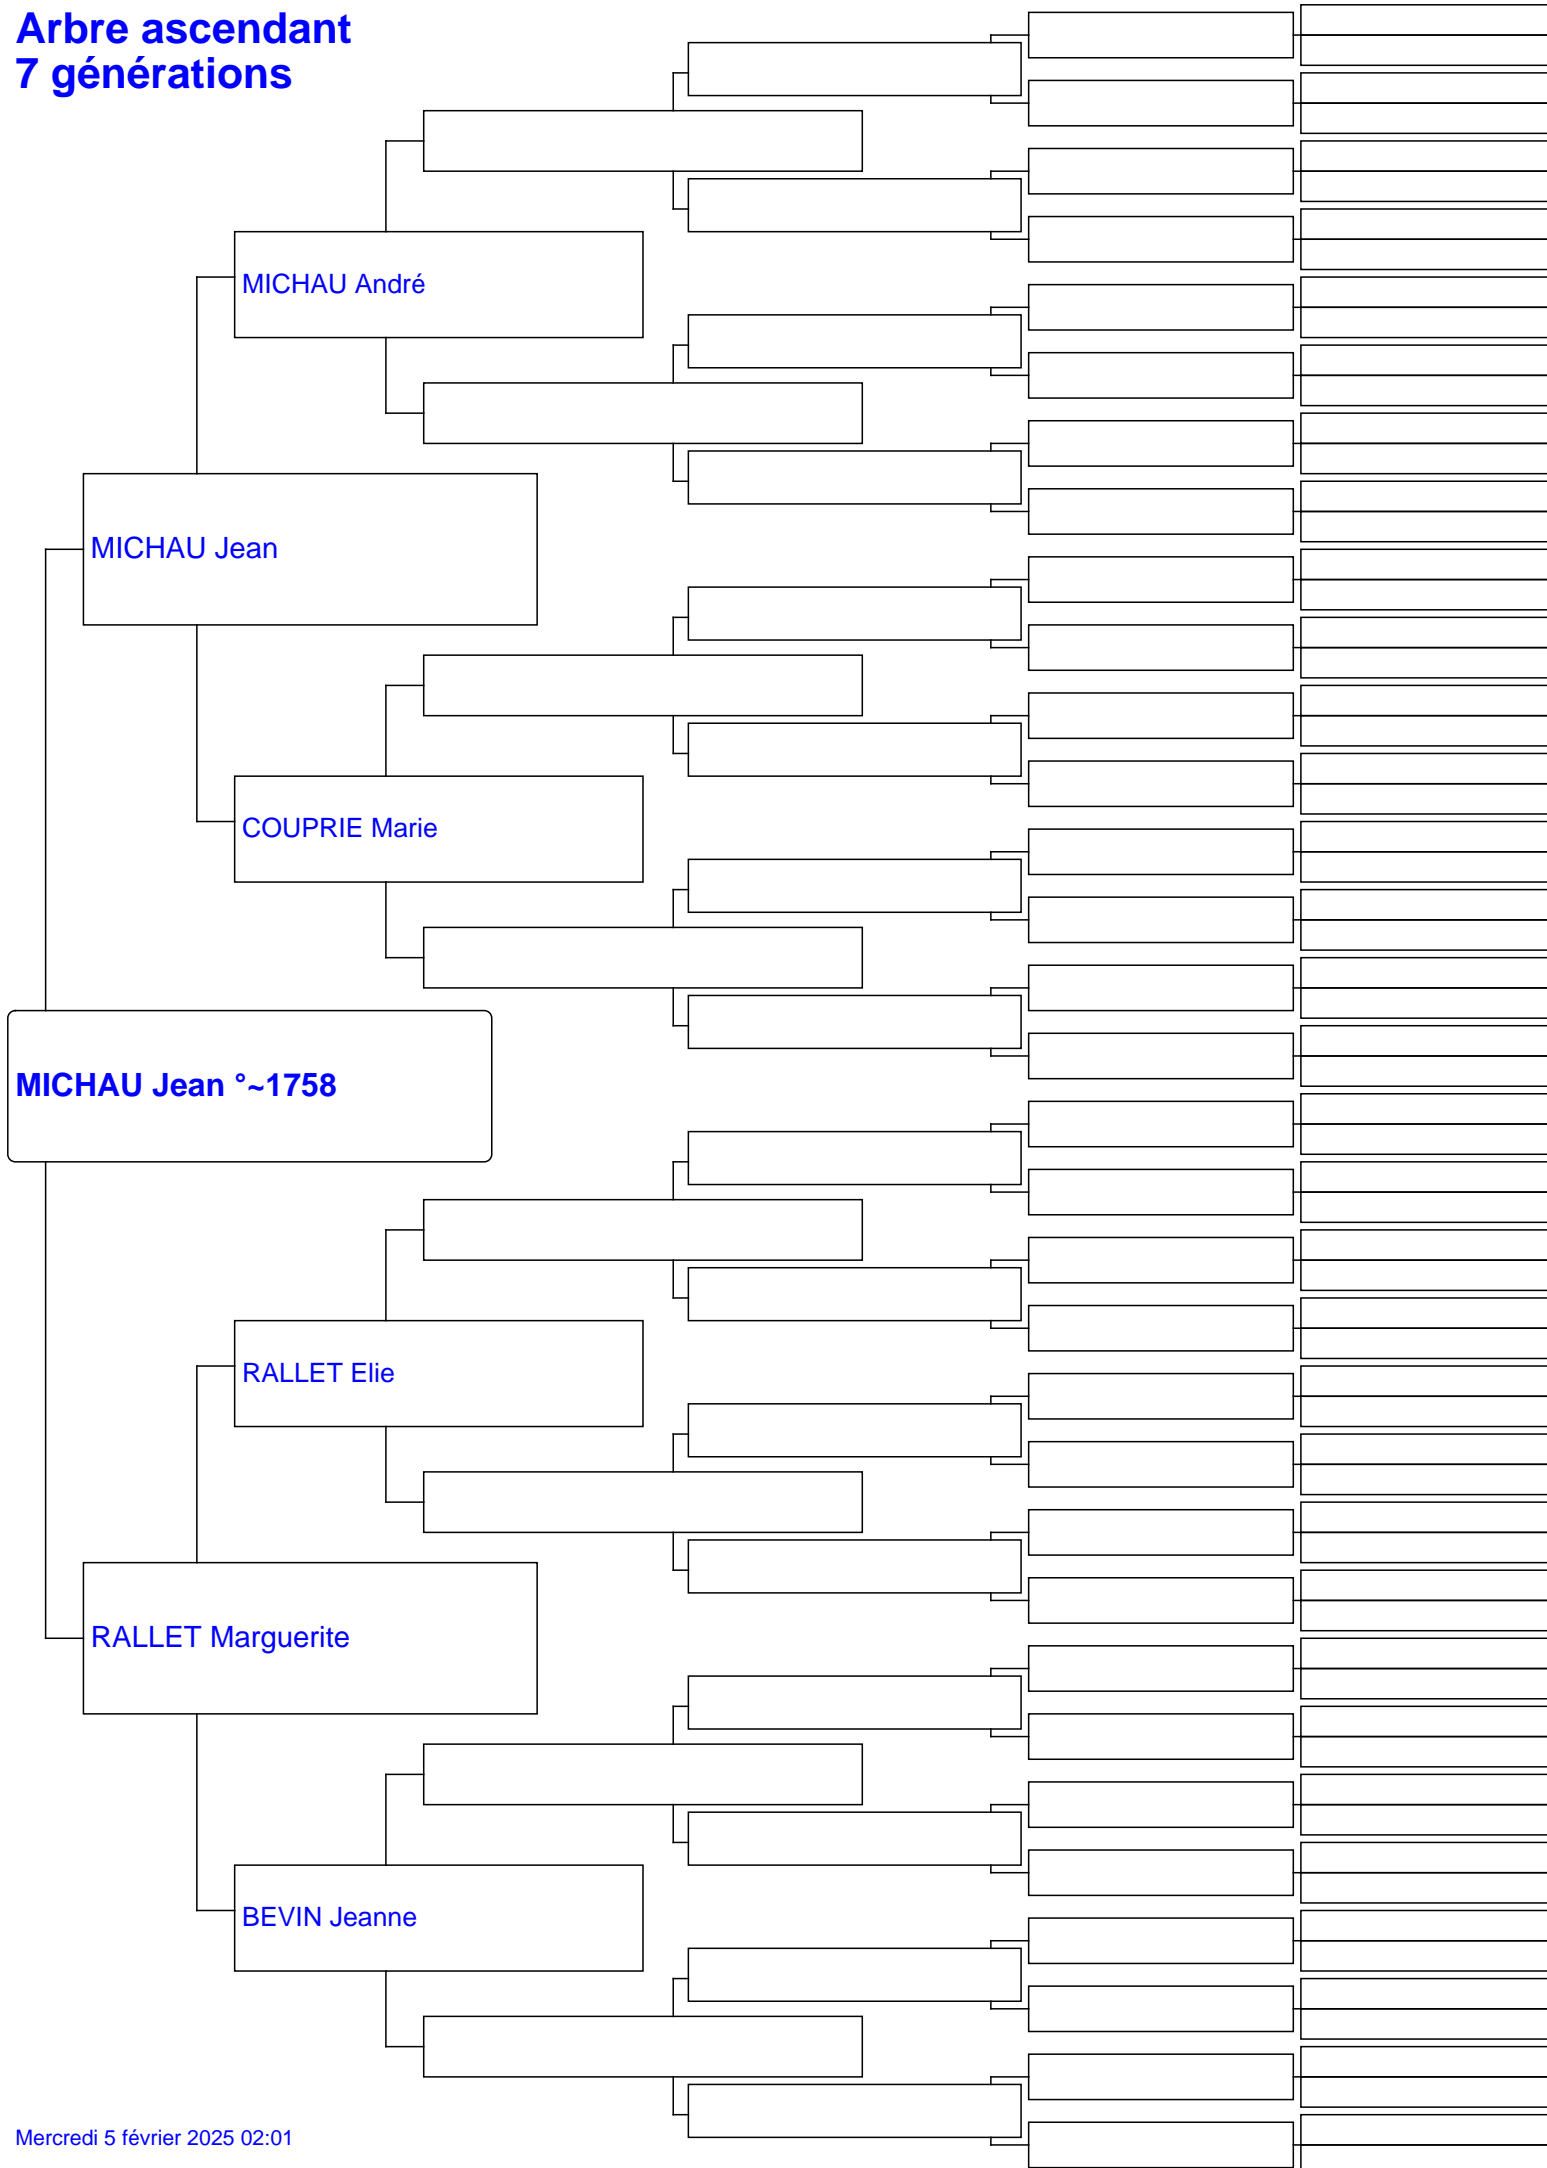 Arbre ascendant
7 générations
MICHAU André
MICHAU Jean
COUPRIE Marie
MICHAU Jean °~1758
RALLET Elie
RALLET Marguerite
BEVIN Jeanne
Mercredi 5 février 2025 02:01